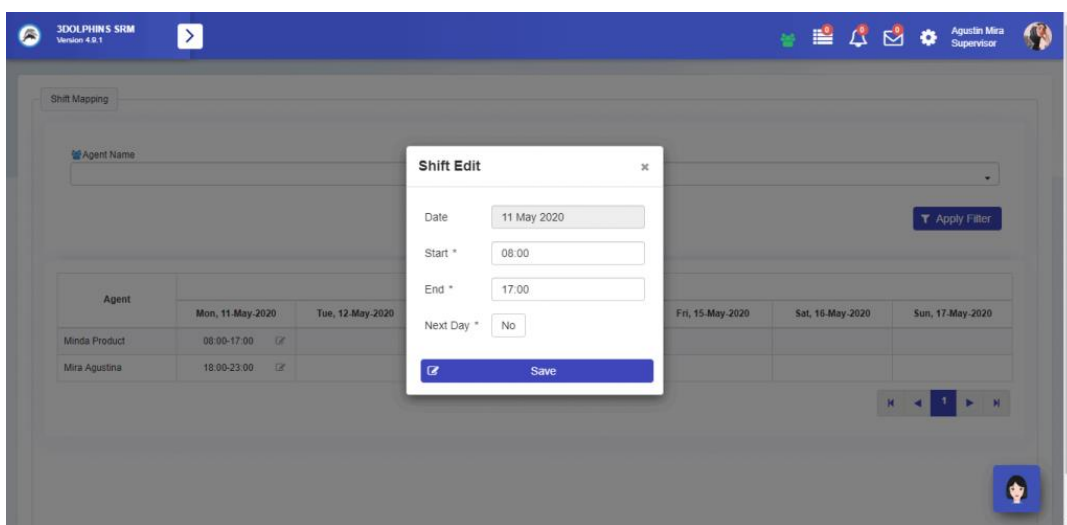 3DOLPHINS SRM
Version 4.9.1
0
0
0
Agustin Mira
Supervisor
Shift Mapping
Agent Name
Apply Filter
Shift Edit
Date 11 May 2020
Start * 08:00
End * 17:00
Next Day * No
Save
Agent
Mon, 11-May-2020 Tue, 12-May-2020 Fri, 15-May-2020 Sat, 16-May-2020 Sun, 17-May-2020
Minda Product 08:00-17:00
Mira Agustina 18:00-23:00
1